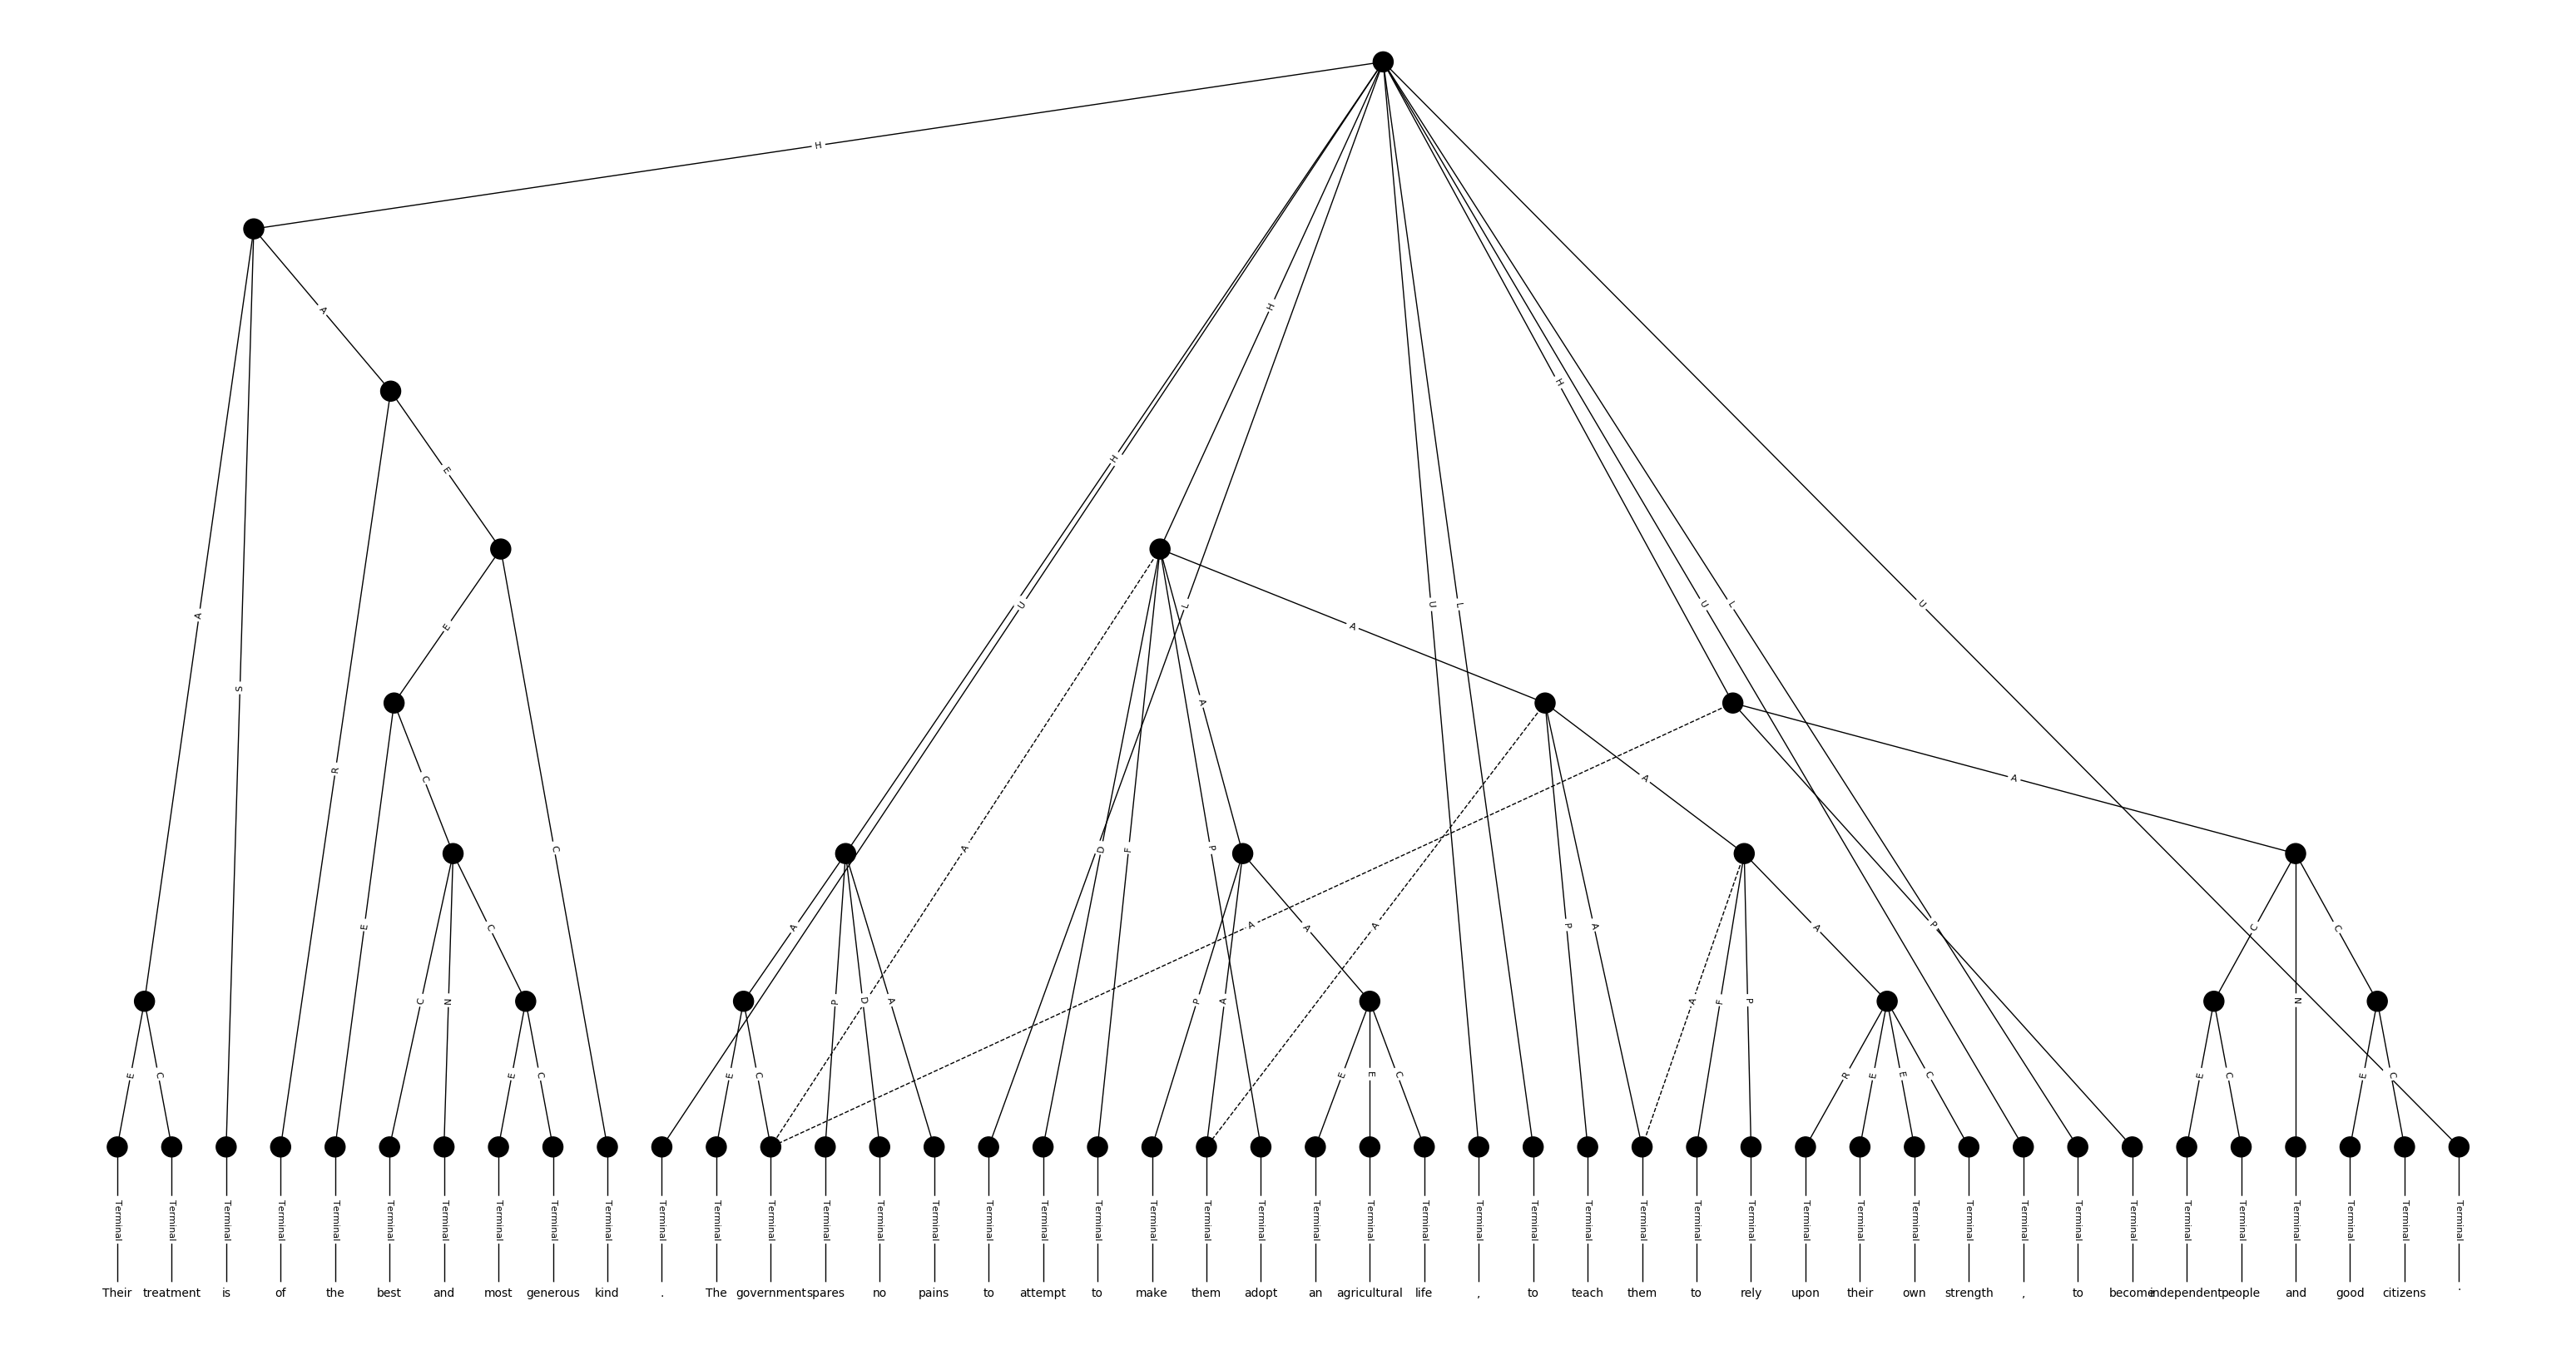 H
A
H
E
H
H
E
L
U
U
L
U
L
U
A
A
S
A
R
C
A
A
C
D
F
P
A
E
C
A
A
A
A
P
A
A
P
C
C
C
N
P
D
A
P
A
A
F
P
N
E
C
E
C
E
C
E
E
C
R
E
E
C
E
C
E
C
Terminal Terminal Terminal Terminal Terminal Terminal Terminal Terminal Terminal Terminal Terminal Terminal Terminal Terminal Terminal Terminal Terminal Terminal Terminal Terminal Terminal Terminal Terminal Terminal Terminal Terminal Terminal Terminal Terminal Terminal Terminal Terminal Terminal Terminal Terminal Terminal Terminal Terminal Terminal Terminal Terminal Terminal Terminal Terminal
Their treatment is of the best and most generous kind . The government spares no pains to attempt to make them adopt an agricultural life , to teach them to rely upon their own strength , to become independent people and good citizens .